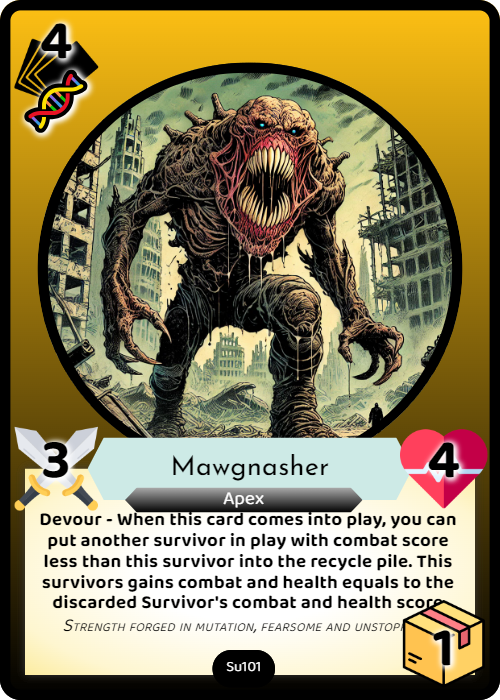 4
3
Mawgnasher
4
Apex
Devour - When this card comes into play, you can
put another survivor in play with combat score
less than this survivor into the recycle pile. This
survivors gains combat and health equals to the
discarded Survivor's combat and health score
Strength forged in mutation, fearsome and
1
Su101